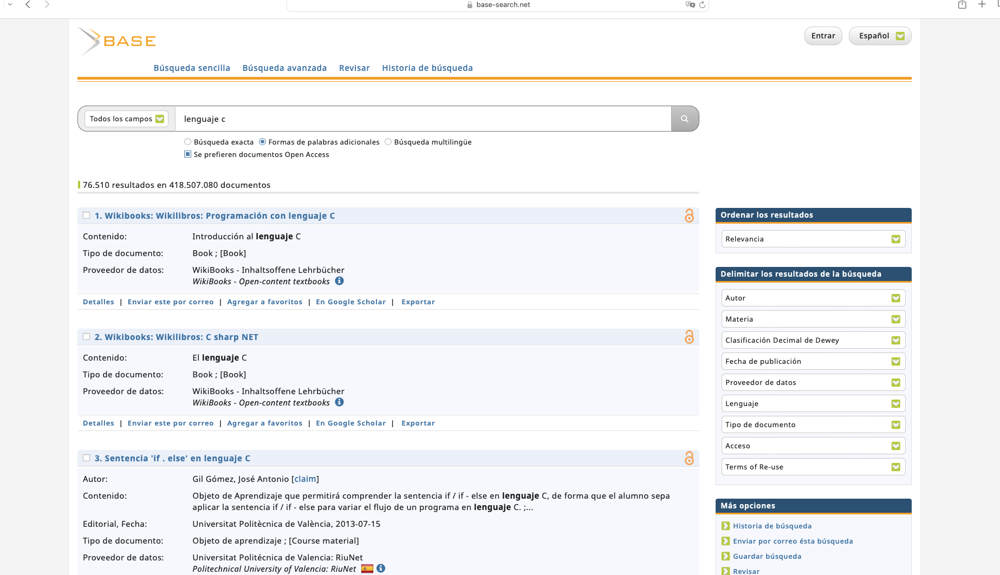 base-search.net
BASE
Entrar
Español
Búsqueda sencilla Búsqueda avanzada Revisar Historia de búsqueda
Todos los campos
lenguaje c
Búsqueda exacta Formas de palabras adicionales Búsqueda multilingüe
Se prefieren documentos Open Access
76.510 resultados en 418.507.080 documentos
1. Wikibooks: Wikilibros: Programación con lenguaje C
Contenido: Introducción al lenguaje C
Tipo de documento: Book ; [Book]
Proveedor de datos: WikiBooks - Inhaltsoffene Lehrbücher
WikiBooks - Open-content textbooks
Detalles | Enviar este por correo | Agregar a favoritos | En Google Scholar | Exportar
2. Wikibooks: Wikilibros: C sharp NET
Contenido: El lenguaje C
Tipo de documento: Book ; [Book]
Proveedor de datos: WikiBooks - Inhaltsoffene Lehrbücher
WikiBooks - Open-content textbooks
Detalles | Enviar este por correo | Agregar a favoritos | En Google Scholar | Exportar
3. Sentencia 'if . else' en lenguaje C
Autor: Gil Gómez, José Antonio [claim]
Contenido: Objeto de Aprendizaje que permitirá comprender la sentencia if / if - else en lenguaje C, de forma que el alumno sepa
aplicar la sentencia if / if - else para variar el flujo de un programa en lenguaje C. ;...
Editorial, Fecha: Universitat Politècnica de València, 2013-07-15
Tipo de documento: Objeto de aprendizaje ; [Course material]
Proveedor de datos: Universitat Politécnica de Valencia: RiuNet
Politechnical University of Valencia: RiuNet
Ordenar los resultados
Relevancia
Delimitar los resultados de la búsqueda
Autor
Materia
Clasificación Decimal de Dewey
Fecha de publicación
Proveedor de datos
Lenguaje
Tipo de documento
Acceso
Terms of Re-use
Más opciones
Historia de búsqueda
Enviar por correo ésta búsqueda
Guardar búsqueda
Revisar